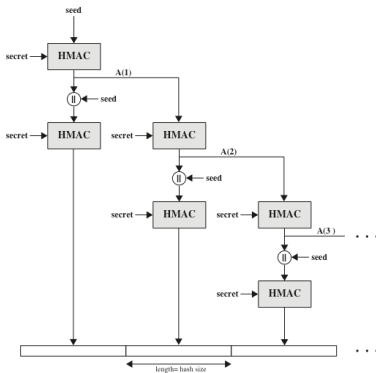 seed
secret HMAC
A(1)
|| seed
secret HMAC secret HMAC
A(2)
|| seed
secret HMAC secret HMAC
A(3 ) • • •
|| seed
secret HMAC
• • •
length= hash size